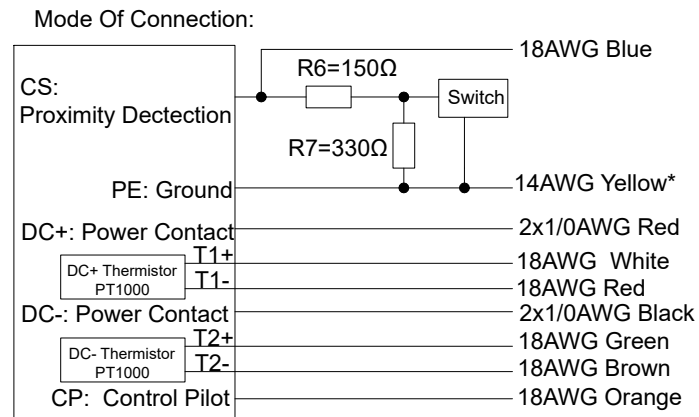 Mode Of Connection:
18AWG Blue
R6=150Ω
CS:
Proximity Dectection
Switch
R7=330Ω
PE: Ground
14AWG Yellow*
DC+: Power Contact
2x1/0AWG Red
T1+
18AWG  White
DC+ Thermistor
PT1000
T1-
18AWG Red
DC-: Power Contact
2x1/0AWG Black
T2+
18AWG Green
DC- Thermistor
PT1000
T2-
18AWG Brown
CP:  Control Pilot
18AWG Orange